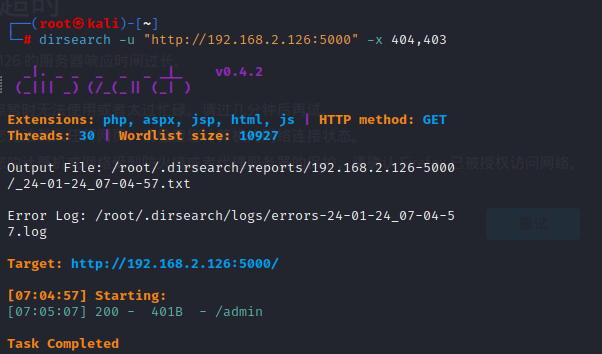 ┌──(root㉿kali)-[~]
└─# dirsearch -u "http://192.168.2.126:5000" -x 404,403
v0.4.2
Extensions: php, aspx, jsp, html, js | HTTP method: GET
Threads: 30 | Wordlist size: 10927
Output File: /root/.dirsearch/reports/192.168.2.126-5000
/_24-01-24_07-04-57.txt
Error Log: /root/.dirsearch/logs/errors-24-01-24_07-04-5
7.log
Target: http://192.168.2.126:5000/
[07:04:57] Starting:
[07:05:07] 200 -  401B  - /admin
Task Completed